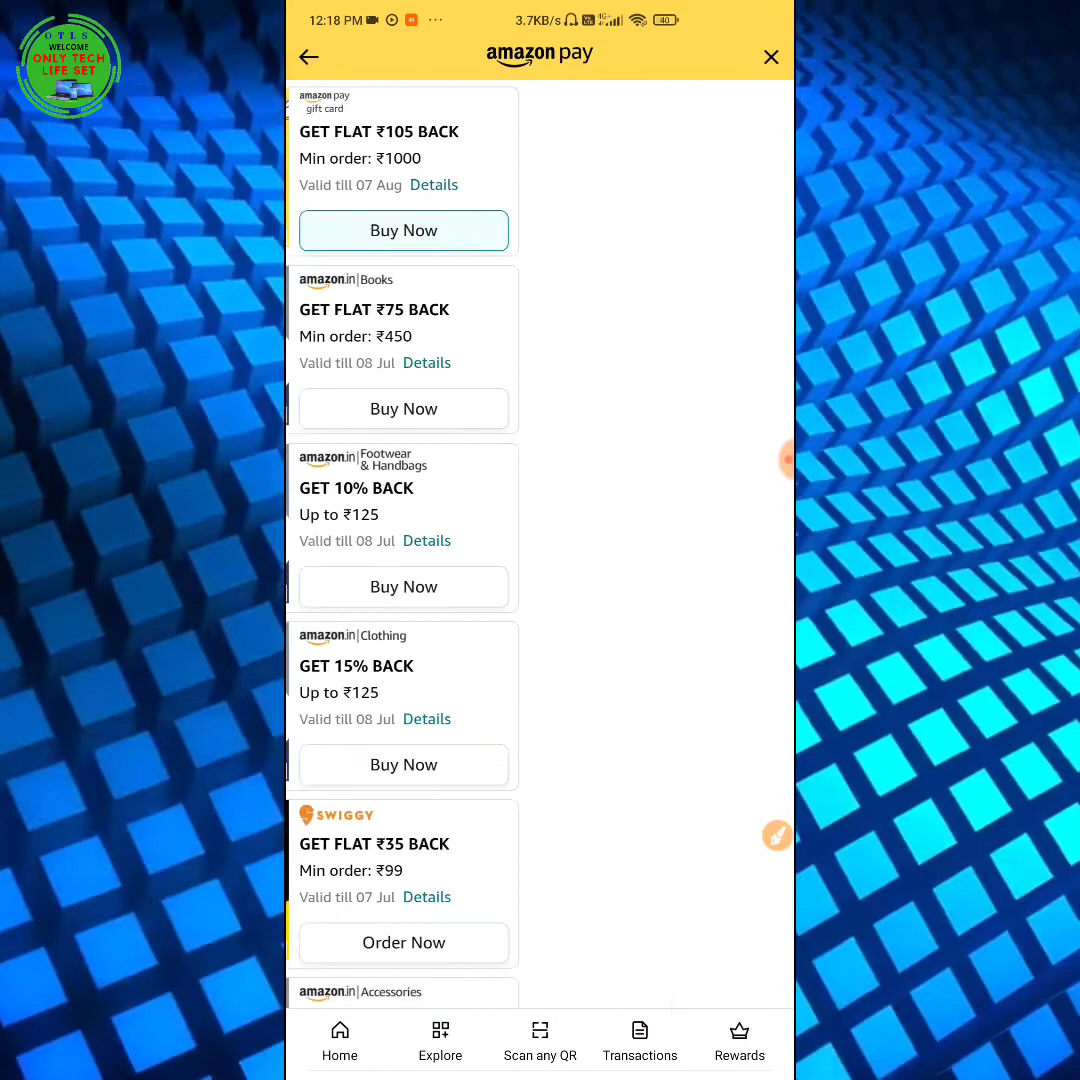 O T L S
WELCOME
ONLY TECH
LIFE SET
12:18 PM
3.7KB/s
4G+
40
amazon pay
amazon pay
gift card
GET FLAT ₹105 BACK
Min order: ₹1000
Valid till 07 Aug Details
Buy Now
amazon.in|Books
GET FLAT ₹75 BACK
Min order: ₹450
Valid till 08 Jul Details
Buy Now
amazon.in|Footwear
& Handbags
GET 10% BACK
Up to ₹125
Valid till 08 Jul Details
Buy Now
amazon.in|Clothing
GET 15% BACK
Up to ₹125
Valid till 08 Jul Details
Buy Now
SWIGGY
GET FLAT ₹35 BACK
Min order: ₹99
Valid till 07 Jul Details
Order Now
amazon.in|Accessories
Home
Explore
Scan any QR
Transactions
Rewards